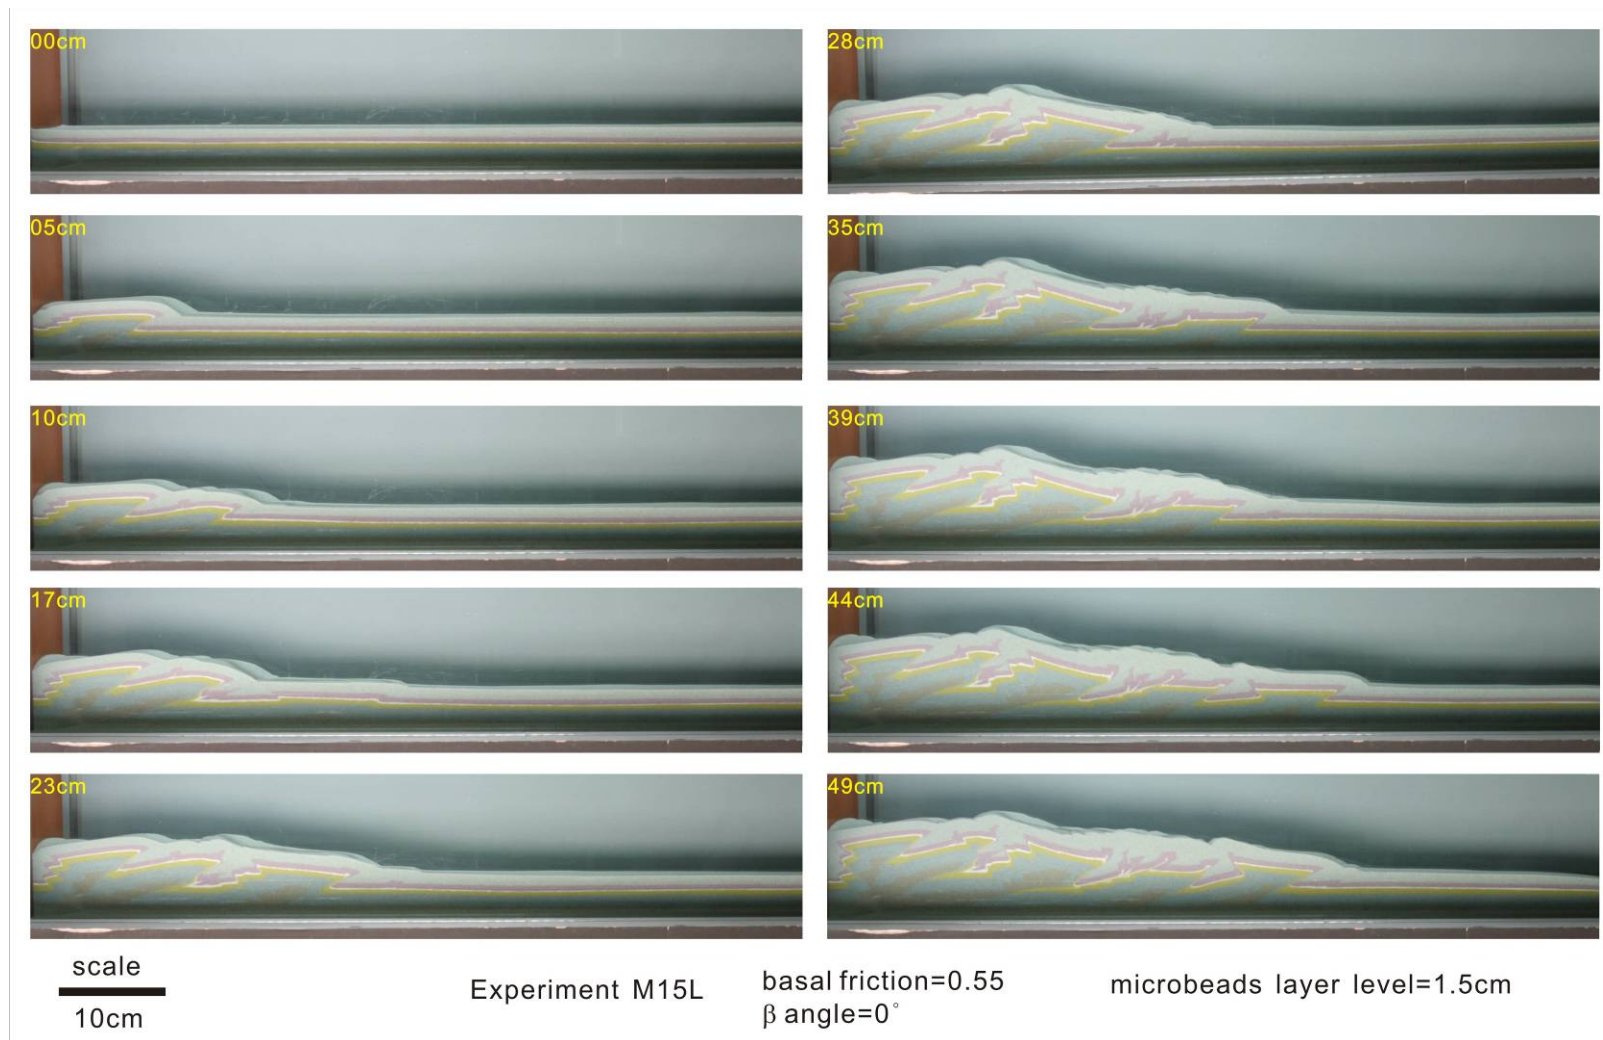 00cm
05cm
10cm
17cm
23cm
28cm
35cm
39cm
44cm
49cm
scale
10cm
Experiment M15L
basal friction=0.55
β angle=0°
microbeads layer level=1.5cm